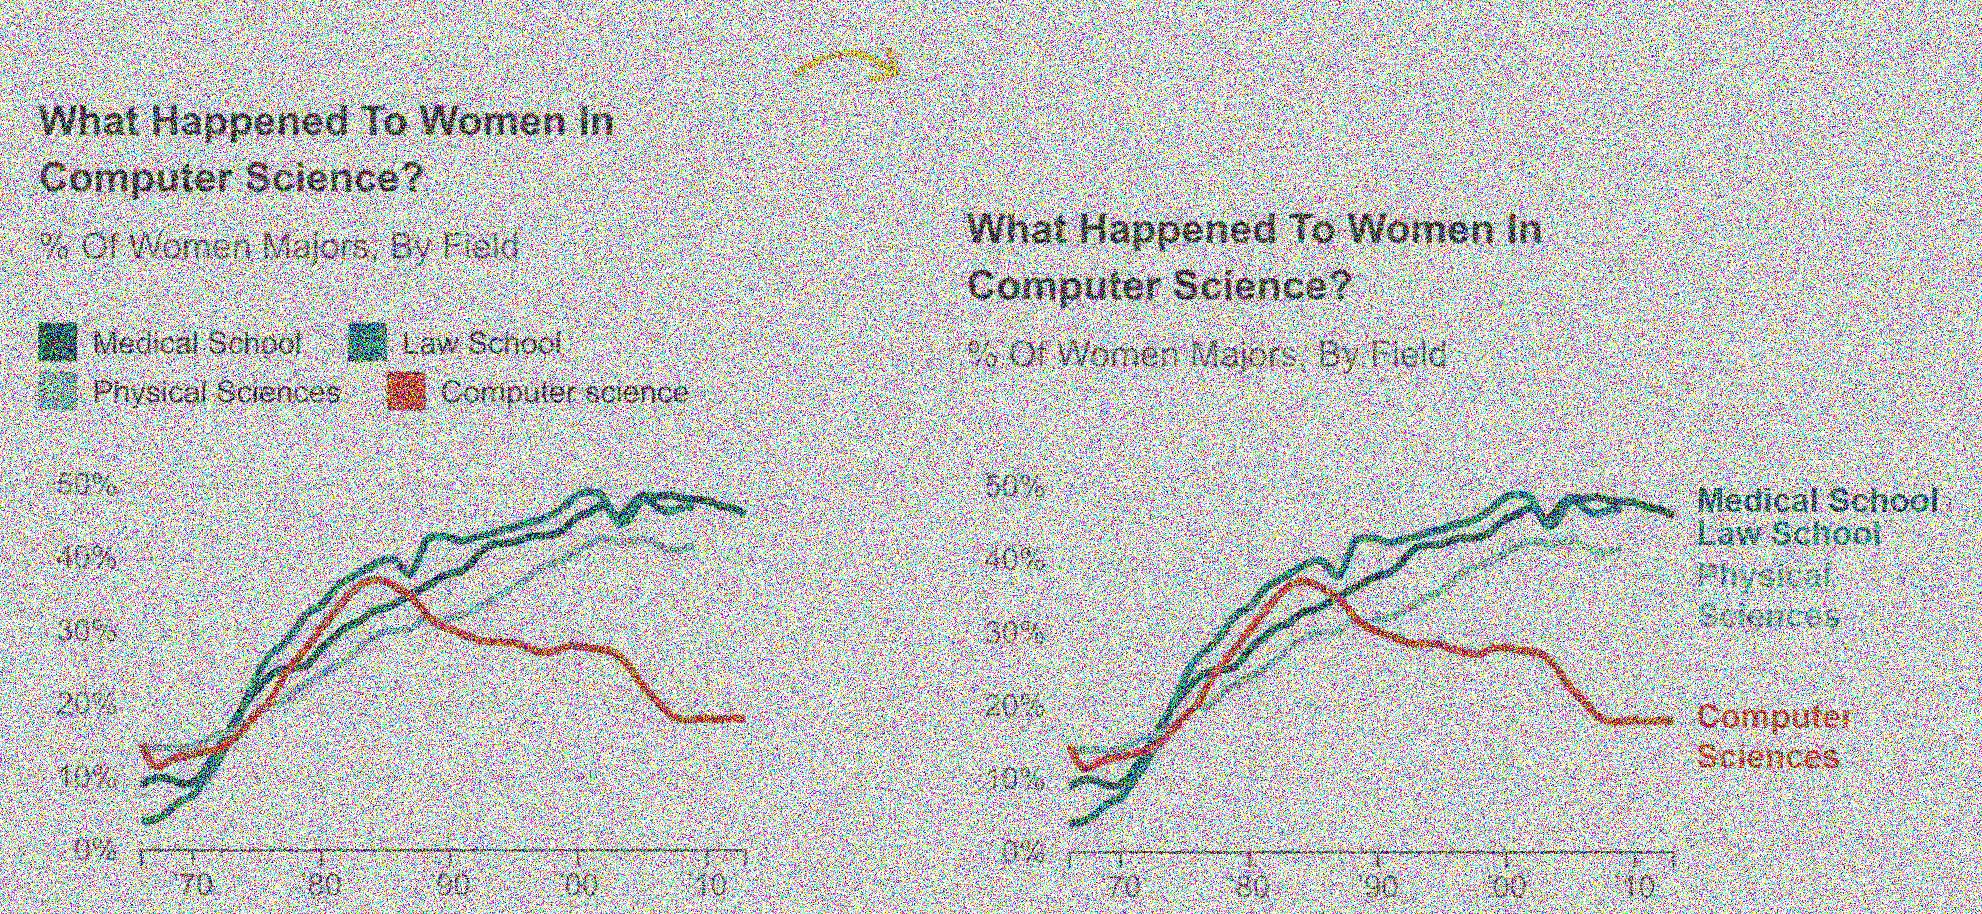 What Happened To Women In
Computer Science?
% Of Women Majors, By Field
Medical School
Law School
Physical Sciences
Computer science
50%
40%
30%
20%
10%
0%
'70
'80
'90
'00
'10
What Happened To Women In
Computer Science?
% Of Women Majors, By Field
50%
40%
30%
20%
10%
0%
'70
'80
'90
'00
'10
Medical School
Law School
Physical
Sciences
Computer
Sciences